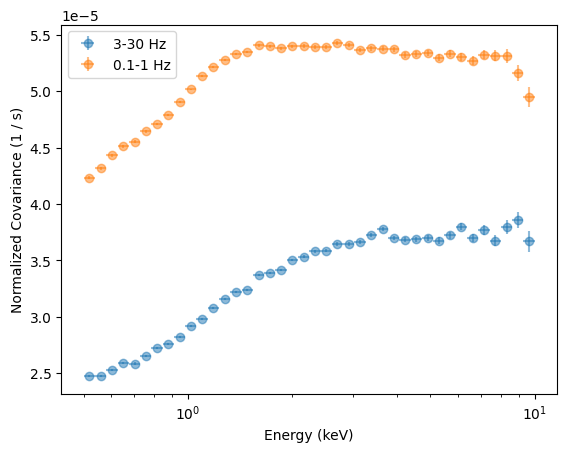 1e−5
3-30 Hz
0.1-1 Hz
5.5
5.0
4.5
4.0
3.5
3.0
2.5
Normalized Covariance (1 / s)
10⁰
10¹
Energy (keV)